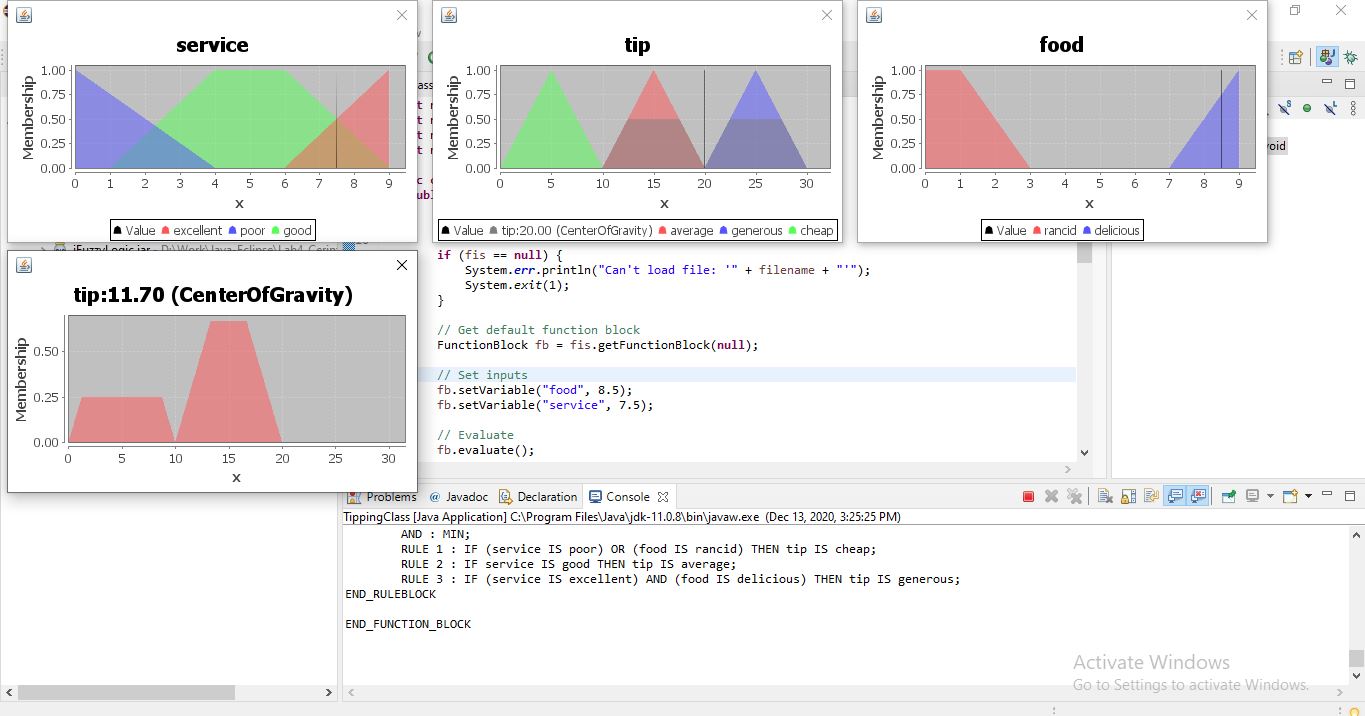 service
1.00
0.75
0.50
0.25
0.00
Membership
0 1 2 3 4 5 6 7 8 9
x
Value excellent poor good
tip
1.00
0.75
0.50
0.25
0.00
Membership
0 5 10 15 20 25 30
x
Value tip:20.00 (CenterOfGravity) average generous cheap
food
1.00
0.75
0.50
0.25
0.00
Membership
0 1 2 3 4 5 6 7 8 9
x
Value rancid delicious
void
tip:11.70 (CenterOfGravity)
0.50
0.25
0.00
Membership
0 5 10 15 20 25 30
x
if (fis == null) {
System.err.println("Can't load file: '" + filename + "'");
System.exit(1);
}
// Get default function block
FunctionBlock fb = fis.getFunctionBlock(null);
// Set inputs
fb.setVariable("food", 8.5);
fb.setVariable("service", 7.5);
// Evaluate
fb.evaluate();
Problems @ Javadoc Declaration Console
TippingClass [Java Application] C:\Program Files\Java\jdk-11.0.8\bin\javaw.exe (Dec 13, 2020, 3:25:25 PM)
AND : MIN;
RULE 1 : IF (service IS poor) OR (food IS rancid) THEN tip IS cheap;
RULE 2 : IF service IS good THEN tip IS average;
RULE 3 : IF (service IS excellent) AND (food IS delicious) THEN tip IS generous;
END_RULEBLOCK
END_FUNCTION_BLOCK
Activate Windows
Go to Settings to activate Windows.